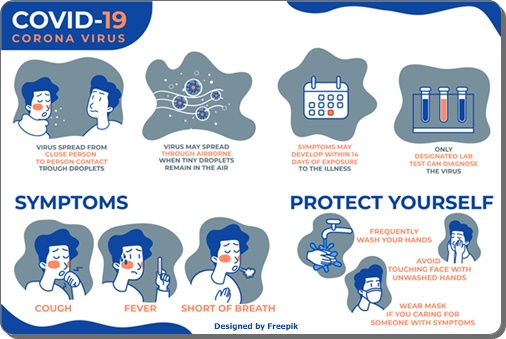 COVID-19
CORONA VIRUS
VIRUS SPREAD FROM
CLOSE PERSON
TO PERSON CONTACT
TROUGH DROPLETS
VIRUS MAY SPREAD
THROUGH AIRBORNE
WHEN TINY DROPLETS
REMAIN IN THE AIR
SYMPTOMS MAY
DEVELOP WITHIN 14
DAYS OF EXPOSURE
TO THE ILLNESS
ONLY
DESIGNATED LAB
TEST CAN DIAGNOSE
THE VIRUS
SYMPTOMS
COUGH
FEVER
SHORT OF BREATH
PROTECT YOURSELF
FREQUENTLY
WASH YOUR HANDS
AVOID
TOUCHING FACE WITH
UNWASHED HANDS
WEAR MASK
IF YOU CARING FOR
SOMEONE WITH SYMPTOMS
Designed by Freepik